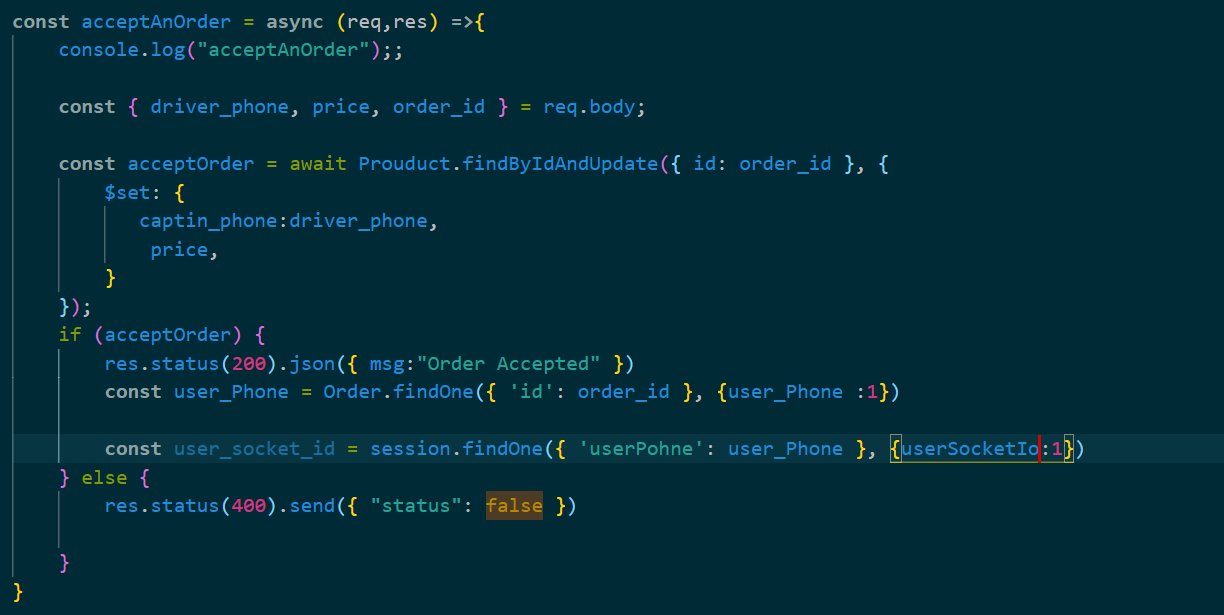 const acceptAnOrder = async (req,res) =>{
    console.log("acceptAnOrder");;
    const { driver_phone, price, order_id } = req.body;
    const acceptOrder = await Prouduct.findByIdAndUpdate({ id: order_id }, {
        $set: {
           captin_phone:driver_phone,
            price,
        }
    });
    if (acceptOrder) {
        res.status(200).json({ msg:"Order Accepted" })
        const user_Phone = Order.findOne({ 'id': order_id }, {user_Phone :1})
        const user_socket_id = session.findOne({ 'userPohne': user_Phone }, {userSocketIo:1})
    } else {
        res.status(400).send({ "status": false })
    }
}